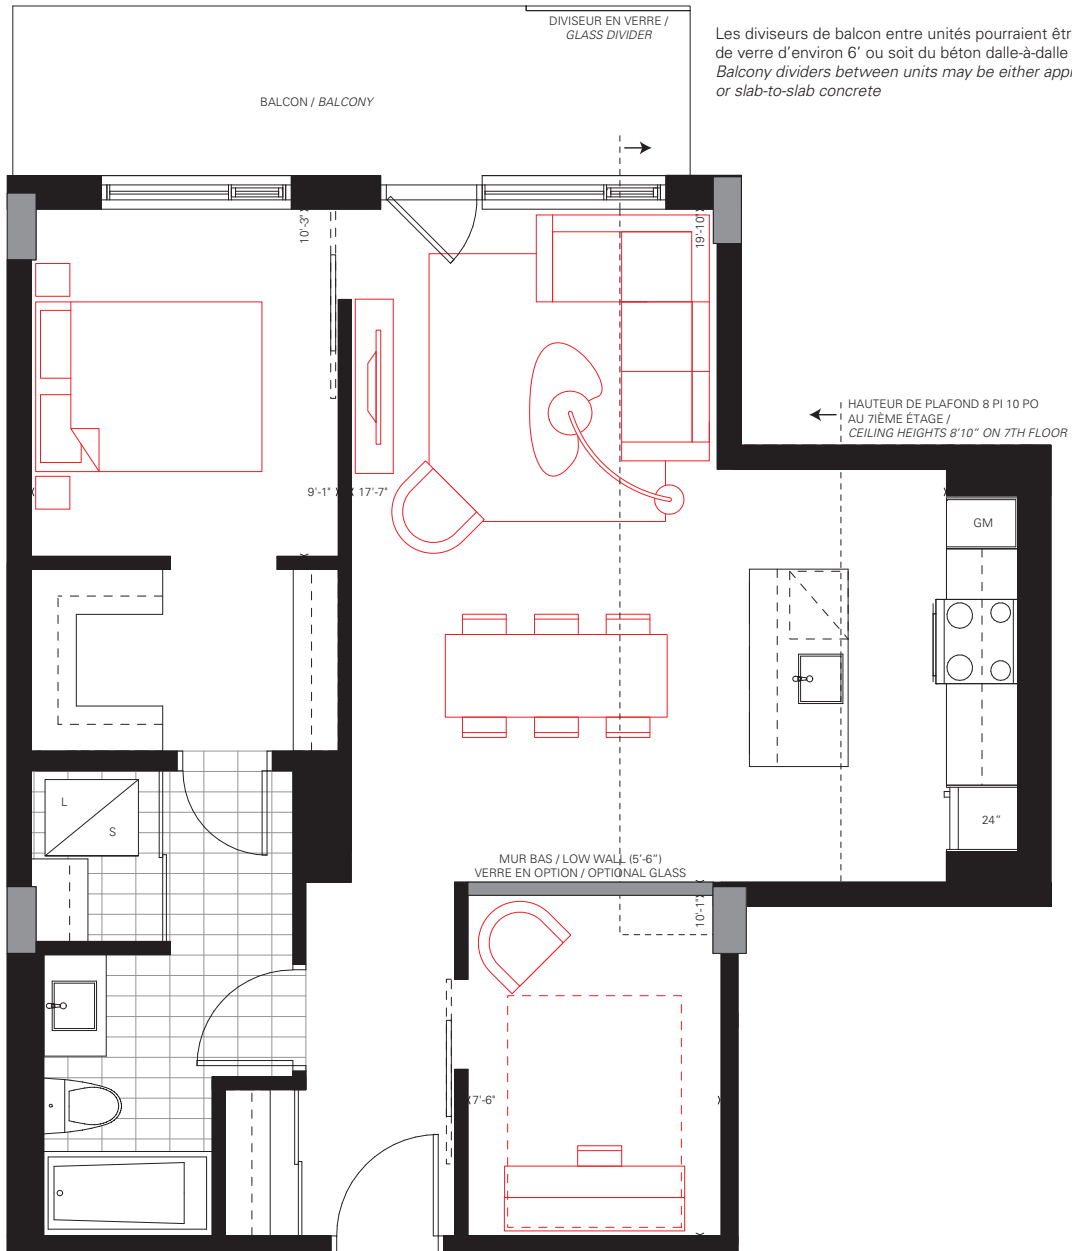 DIVISEUR EN VERRE /
GLASS DIVIDER
Les diviseurs de balcon entre unités pourraient êtr
de verre d'environ 6' ou soit du béton dalle-à-dalle
Balcony dividers between units may be either appr
or slab-to-slab concrete
BALCON / BALCONY
10'-3"
19'-10"
HAUTEUR DE PLAFOND 8 PI 10 PO
AU 7IÈME ÉTAGE /
CEILING HEIGHTS 8'10" ON 7TH FLOOR
9'-1"
17'-7"
GM
L
S
24"
MUR BAS / LOW WALL (5'-6")
VERRE EN OPTION / OPTIONAL GLASS
10'-1"
7'-6"